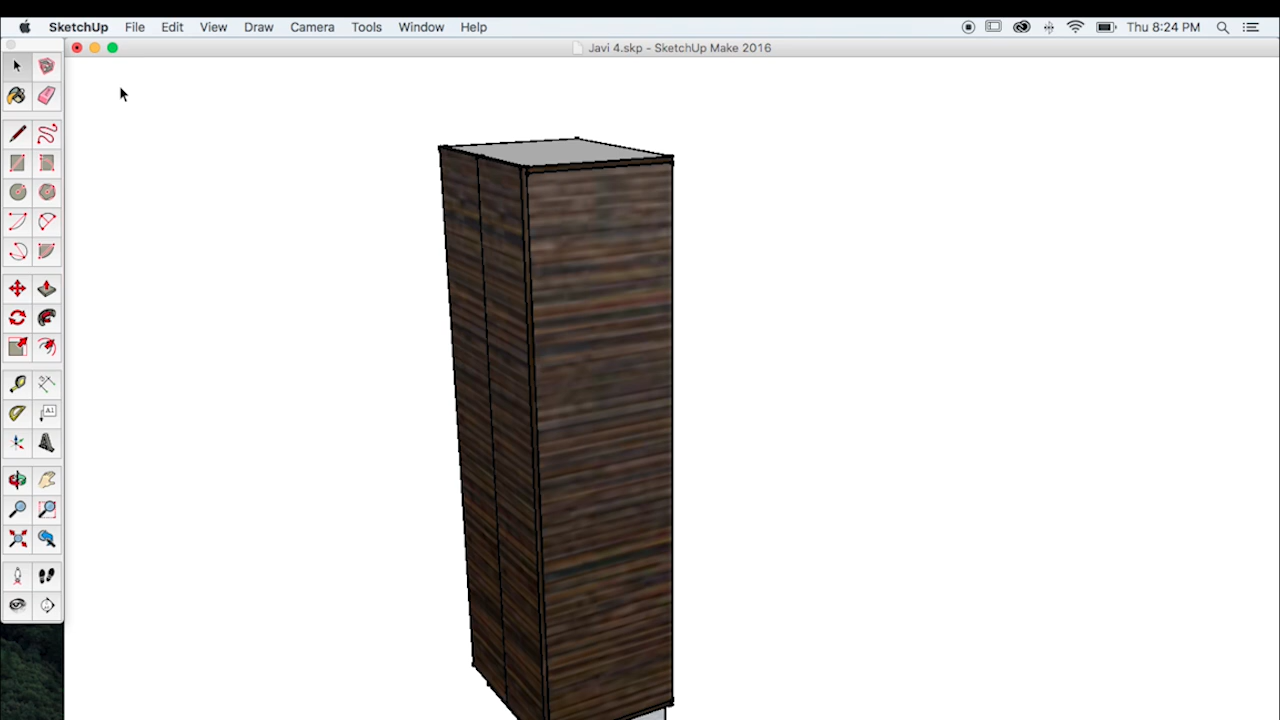 SketchUp File Edit View Draw Camera Tools Window Help Thu 8:24 PM
Javi 4.skp - SketchUp Make 2016
A1